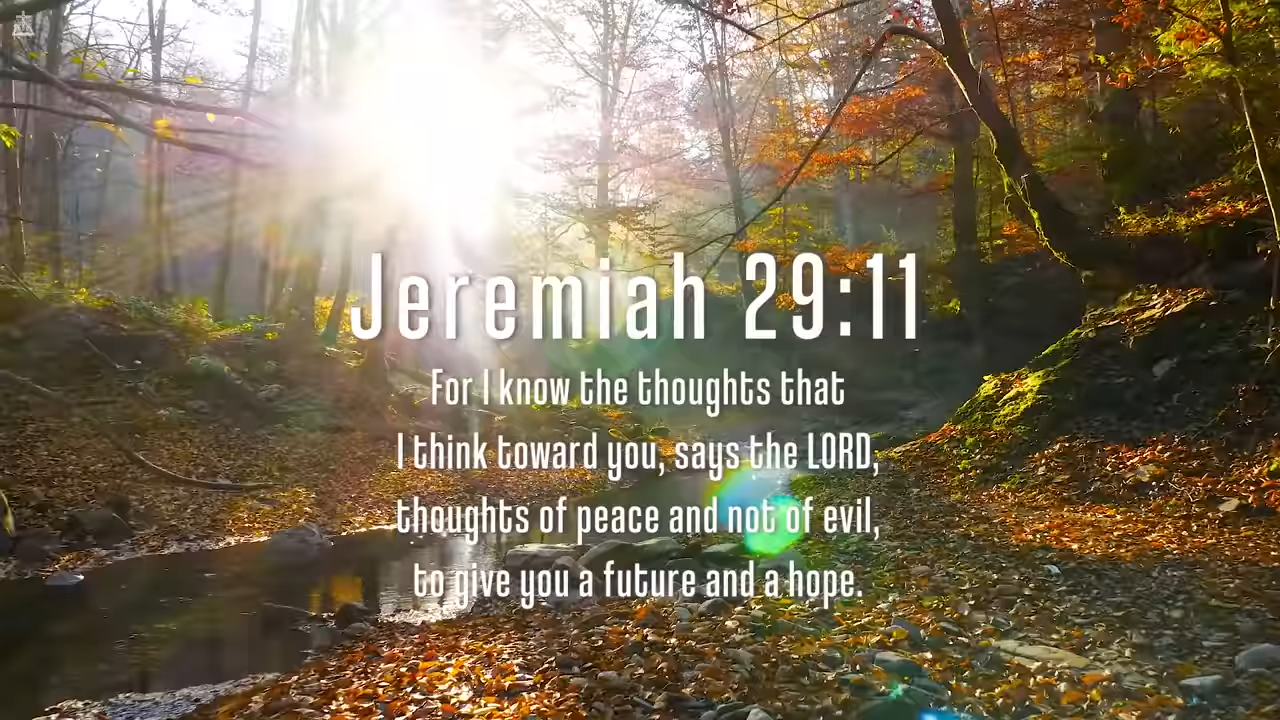 Jeremiah 29:11
For I know the thoughts that
I think toward you, says the LORD,
thoughts of peace and not of evil,
to give you a future and a hope.